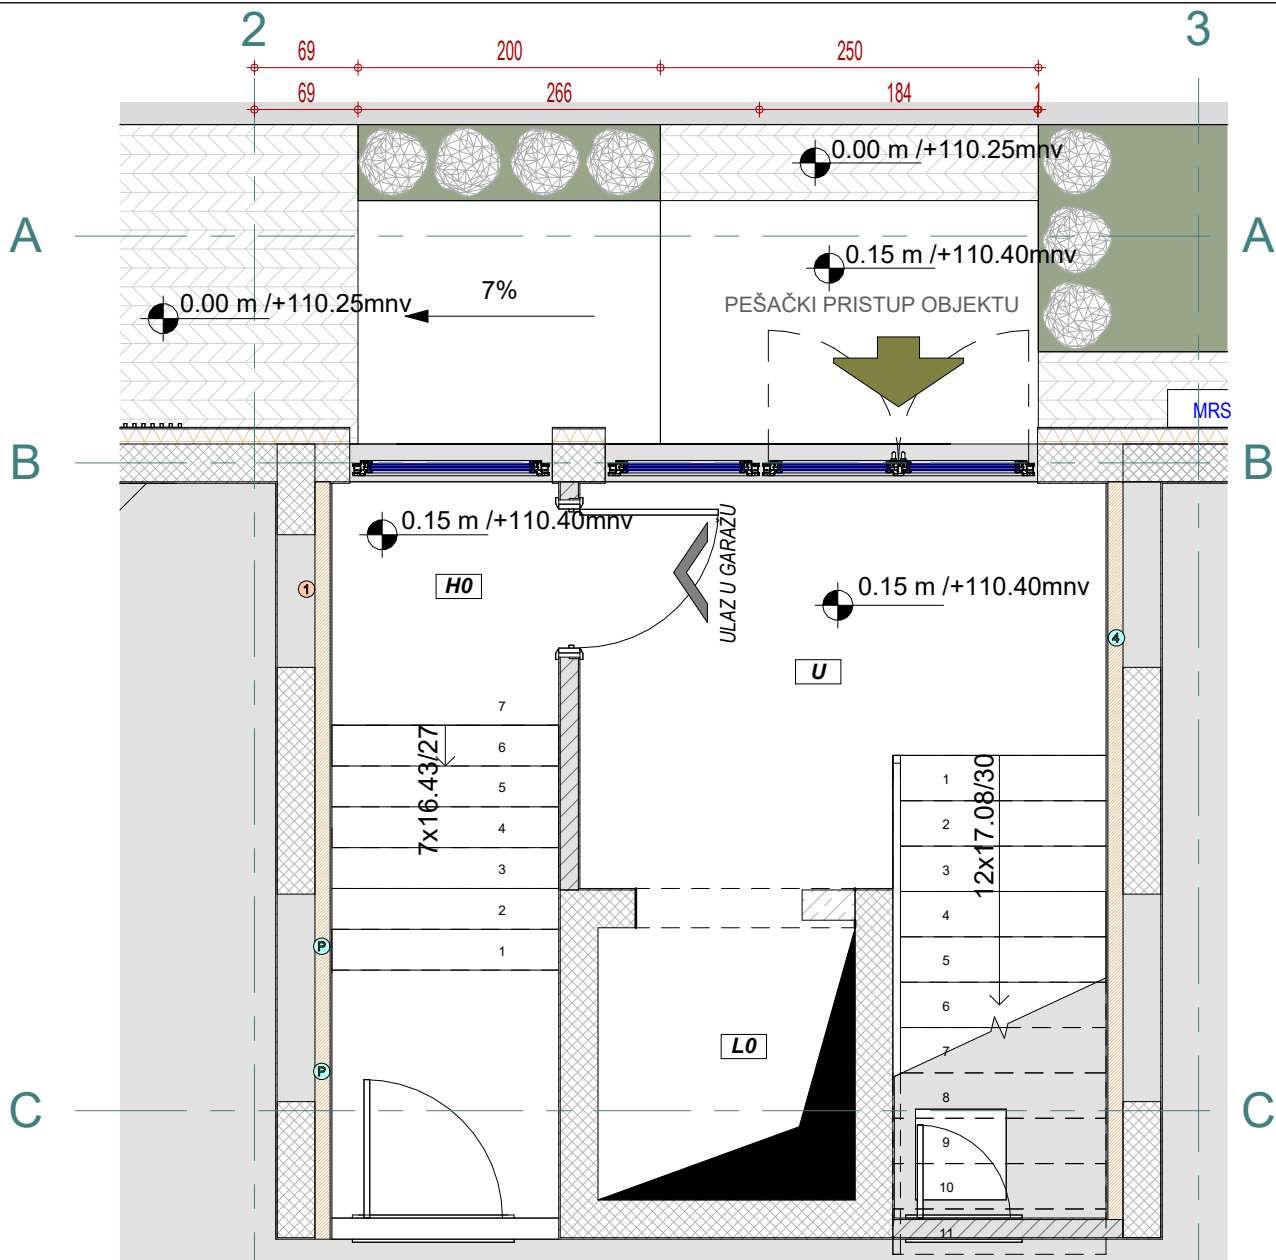 2
3
69
200
250
69
266
184
1
0.00 m /+110.25mnv
A
A
0.15 m /+110.40mnv
7%
0.00 m /+110.25mnv
PEŠAČKI PRISTUP OBJEKTU
MRS
B
B
0.15 m /+110.40mnv
ULAZ U GARAŽU
H0
1
0.15 m /+110.40mnv
4
U
7
6
5
4
3
2
1
7x16.43/27
1
2
3
4
5
6
7
8
9
10
11
12x17.08/30
P
P
L0
C
C